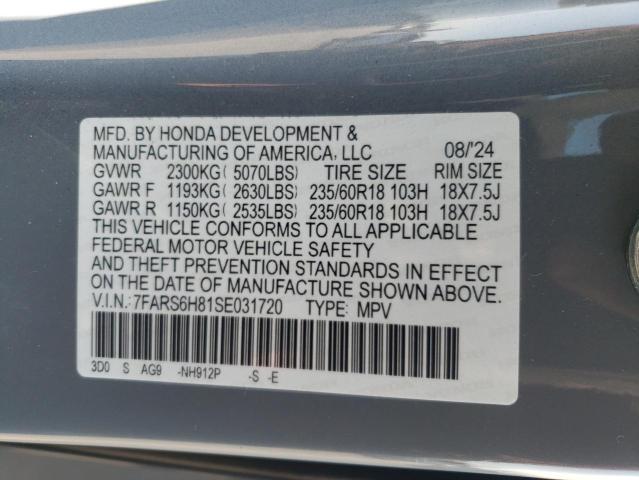 MFD. BY HONDA DEVELOPMENT &
MANUFACTURING OF AMERICA, LLC 08/'24
GVWR 2300KG( 5070LBS) TIRE SIZE RIM SIZE
GAWR F 1193KG( 2630LBS) 235/60R18 103H 18X7.5J
GAWR R 1150KG( 2535LBS) 235/60R18 103H 18X7.5J
THIS VEHICLE CONFORMS TO ALL APPLICABLE
FEDERAL MOTOR VEHICLE SAFETY
AND THEFT PREVENTION STANDARDS IN EFFECT
ON THE DATE OF MANUFACTURE SHOWN ABOVE.
V.I.N.:7FARS6H81SE031720 TYPE: MPV
3D0 S AG9 -NH912P -S -E